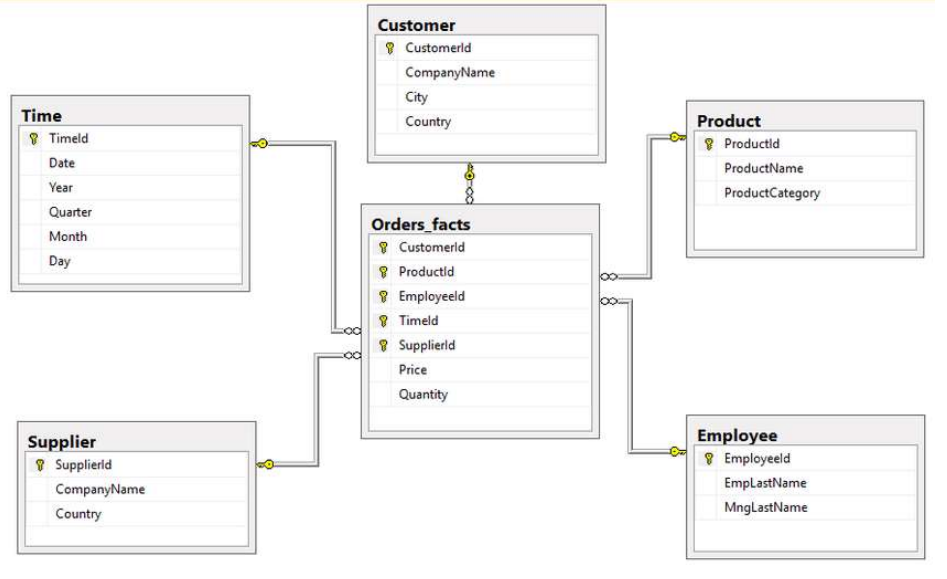 Customer
CustomerId
CompanyName
City
Country
Time
TimeId
Date
Year
Quarter
Month
Day
Product
ProductId
ProductName
ProductCategory
Orders_facts
CustomerId
ProductId
EmployeeId
TimeId
SupplierId
Price
Quantity
Supplier
SupplierId
CompanyName
Country
Employee
EmployeeId
EmpLastName
MngLastName